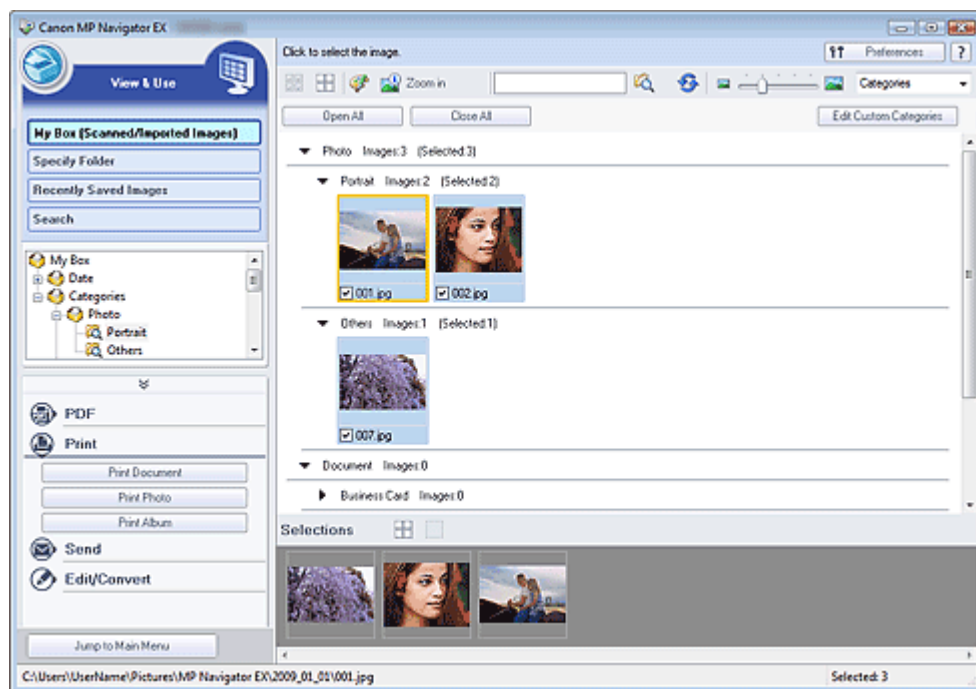 Canon MP Navigator EX
View & Use
Click to select the image.
Preferences
?
Zoom in
Categories
Open All
Close All
Edit Custom Categories
My Box (Scanned/Imported Images)
Specify Folder
Recently Saved Images
Search
My Box
Date
Categories
Photo
Portrait
Others
PDF
Print
Print Document
Print Photo
Print Album
Send
Edit/Convert
Jump to Main Menu
Photo Images:3 (Selected:3)
Portrait Images:2 (Selected:2)
001.jpg
002.jpg
Others Images:1 (Selected:1)
007.jpg
Document Images:0
Business Card Images:0
Selections
C:\Users\UserName\Pictures\MP Navigator EX\2009_01_01\001.jpg
Selected: 3